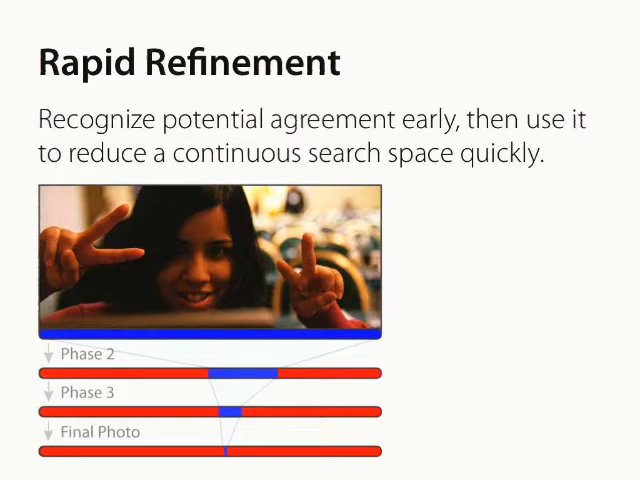 Rapid Refinement
Recognize potential agreement early, then use it
to reduce a continuous search space quickly.
Phase 2
Phase 3
Final Photo